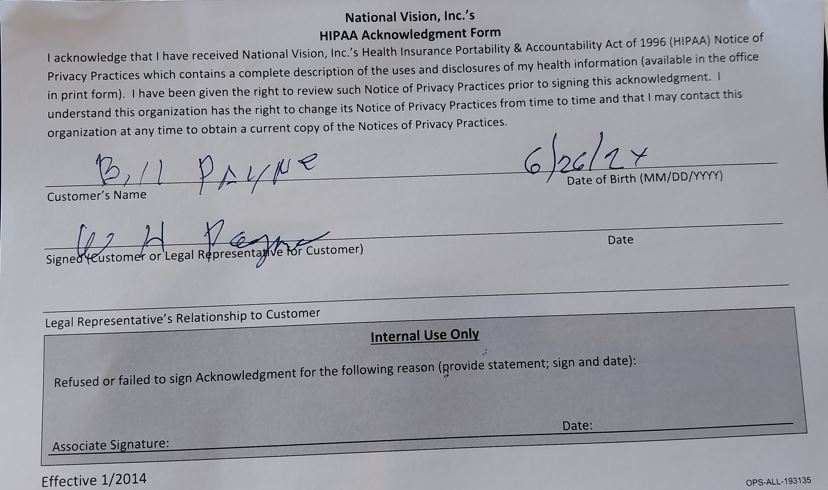 National Vision, Inc.'s
HIPAA Acknowledgment Form
I acknowledge that I have received National Vision, Inc.'s Health Insurance Portability & Accountability Act of 1996 (HIPAA) Notice of
Privacy Practices which contains a complete description of the uses and disclosures of my health information (available in the office
in print form). I have been given the right to review such Notice of Privacy Practices prior to signing this acknowledgment. I
understand this organization has the right to change its Notice of Privacy Practices from time to time and that I may contact this
organization at any time to obtain a current copy of the Notices of Privacy Practices.
Bill PAYNE 6/26/24
Customer's Name Date of Birth (MM/DD/YYYY)
W H Payne
Signed (Customer or Legal Representative for Customer) Date
Legal Representative's Relationship to Customer
Internal Use Only
Refused or failed to sign Acknowledgment for the following reason (provide statement; sign and date):
Associate Signature: Date:
Effective 1/2014 OPS-ALL-193135